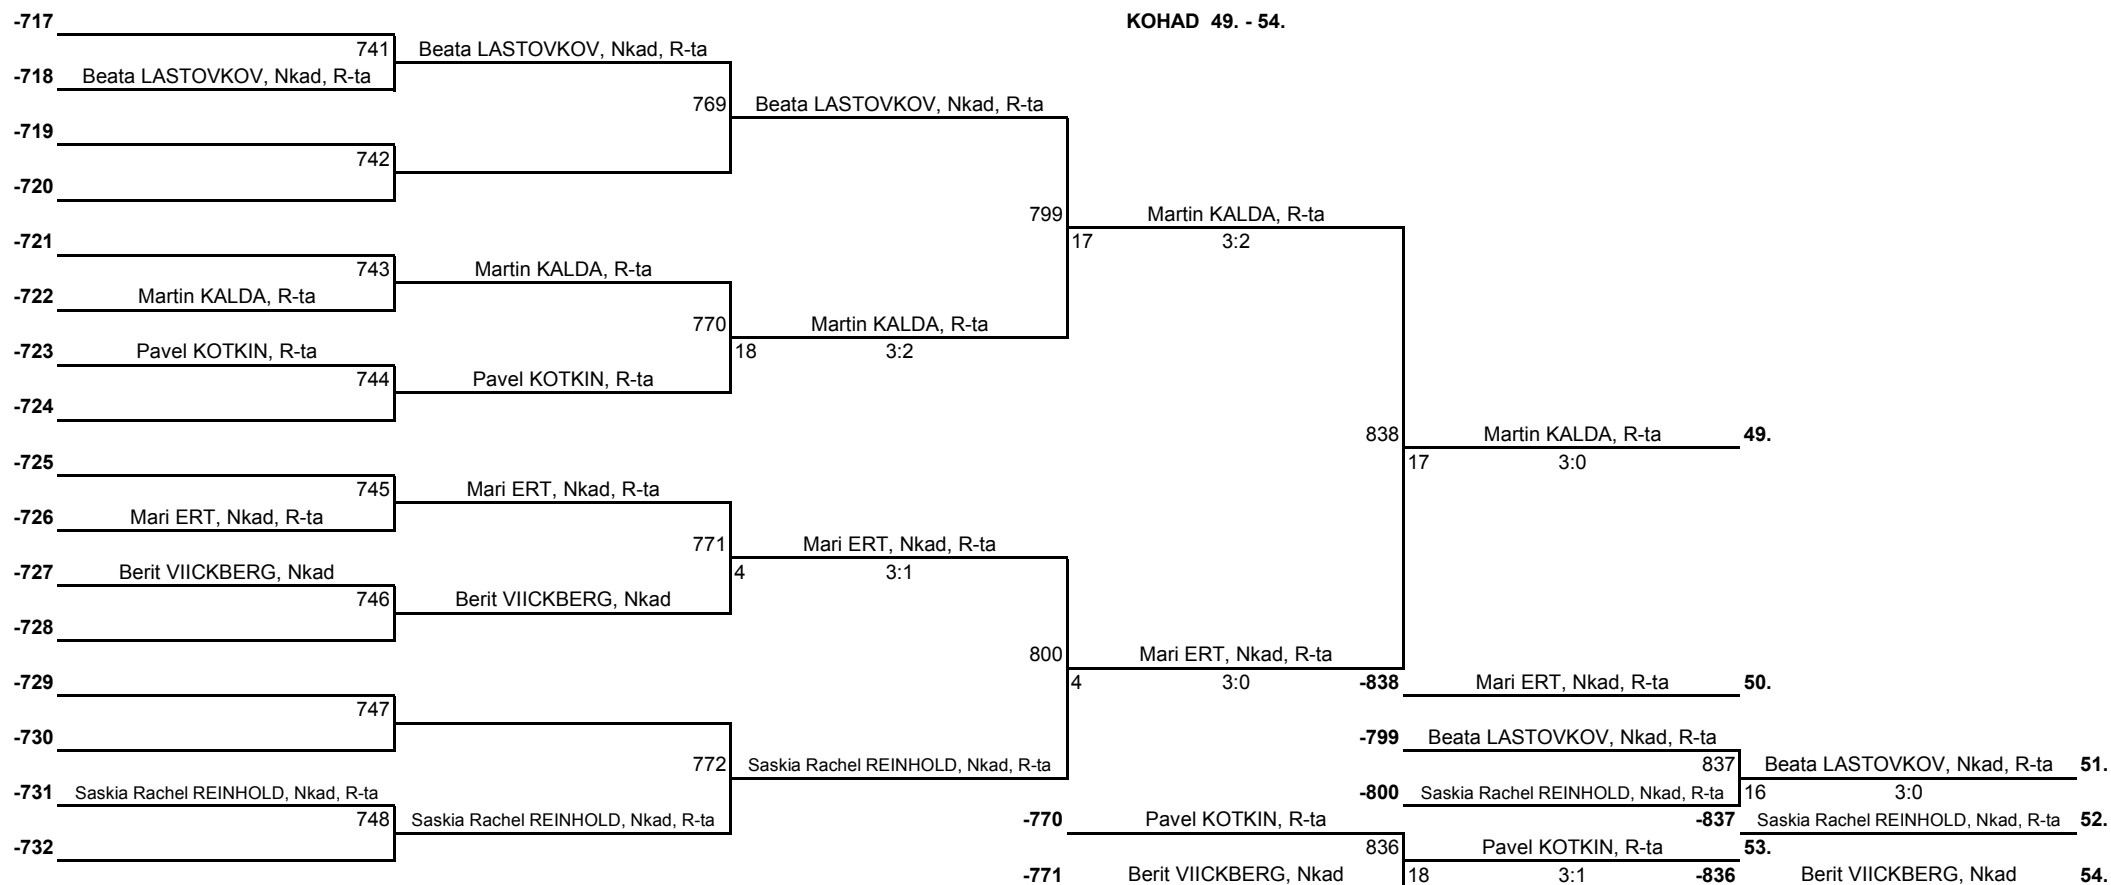 -717 KOHAD 49. - 54.
741 Beata LASTOVKOV, Nkad, R-ta
-718 Beata LASTOVKOV, Nkad, R-ta
769 Beata LASTOVKOV, Nkad, R-ta
-719
742
-720
799 Martin KALDA, R-ta
-721 17 3:2
743 Martin KALDA, R-ta
-722 Martin KALDA, R-ta
770 Martin KALDA, R-ta
-723 Pavel KOTKIN, R-ta 18 3:2
744 Pavel KOTKIN, R-ta
-724
838 Martin KALDA, R-ta 49.
-725 17 3:0
745 Mari ERT, Nkad, R-ta
-726 Mari ERT, Nkad, R-ta
771 Mari ERT, Nkad, R-ta
-727 Berit VIICKBERG, Nkad 4 3:1
746 Berit VIICKBERG, Nkad
-728
800 Mari ERT, Nkad, R-ta
-729 4 3:0 -838 Mari ERT, Nkad, R-ta 50.
747
-730 -799 Beata LASTOVKOV, Nkad, R-ta
772 Saskia Rachel REINHOLD, Nkad, R-ta 837 Beata LASTOVKOV, Nkad, R-ta 51.
-731 Saskia Rachel REINHOLD, Nkad, R-ta -800 Saskia Rachel REINHOLD, Nkad, R-ta 16 3:0
748 Saskia Rachel REINHOLD, Nkad, R-ta -770 Pavel KOTKIN, R-ta -837 Saskia Rachel REINHOLD, Nkad, R-ta 52.
-732 836 Pavel KOTKIN, R-ta 53.
-771 Berit VIICKBERG, Nkad 18 3:1 -836 Berit VIICKBERG, Nkad 54.